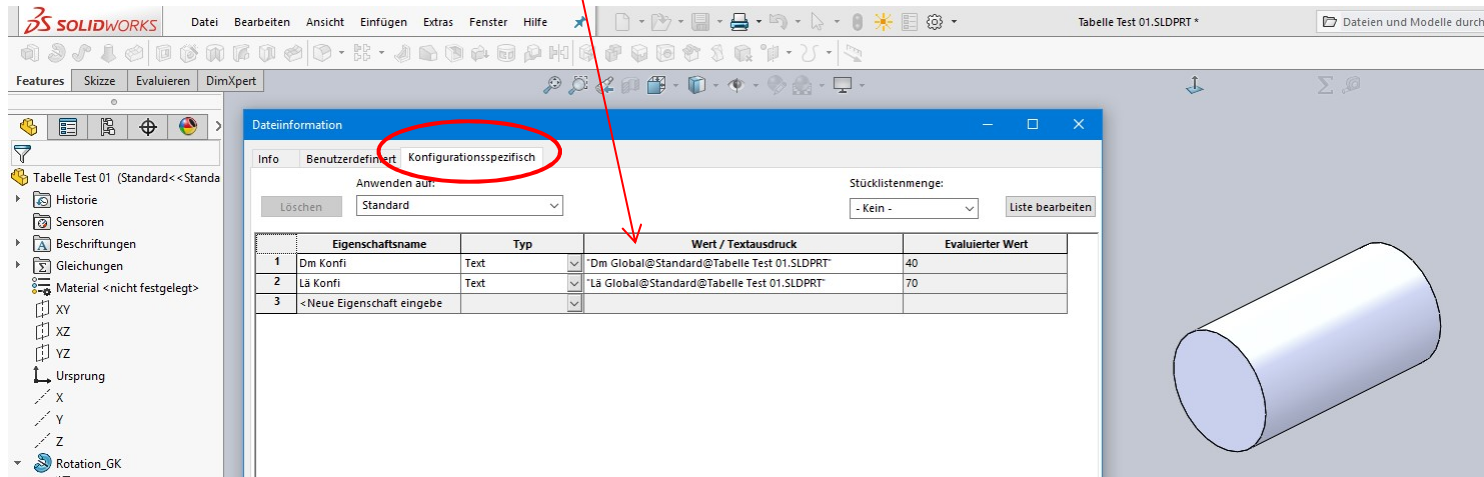 SOLIDWORKS Datei Bearbeiten Ansicht Einfügen Extras Fenster Hilfe Tabelle Test 01.SLDPRT * Dateien und Modelle durch
Features Skizze Evaluieren DimXpert
Dateiinformation
Info Benutzerdefiniert Konfigurationsspezifisch
Anwenden auf: Stücklistenmenge:
Löschen Standard - Kein - Liste bearbeiten
Eigenschaftsname Typ Wert / Textausdruck Evaluierter Wert
1 Dm Konfi Text "Dm Global@Standard@Tabelle Test 01.SLDPRT" 40
2 Lä Konfi Text "Lä Global@Standard@Tabelle Test 01.SLDPRT" 70
3 <Neue Eigenschaft eingebe
Tabelle Test 01 (Standard<<Standa
Historie
Sensoren
Beschriftungen
Gleichungen
Material <nicht festgelegt>
XY
XZ
YZ
Ursprung
X
Y
Z
Rotation_GK